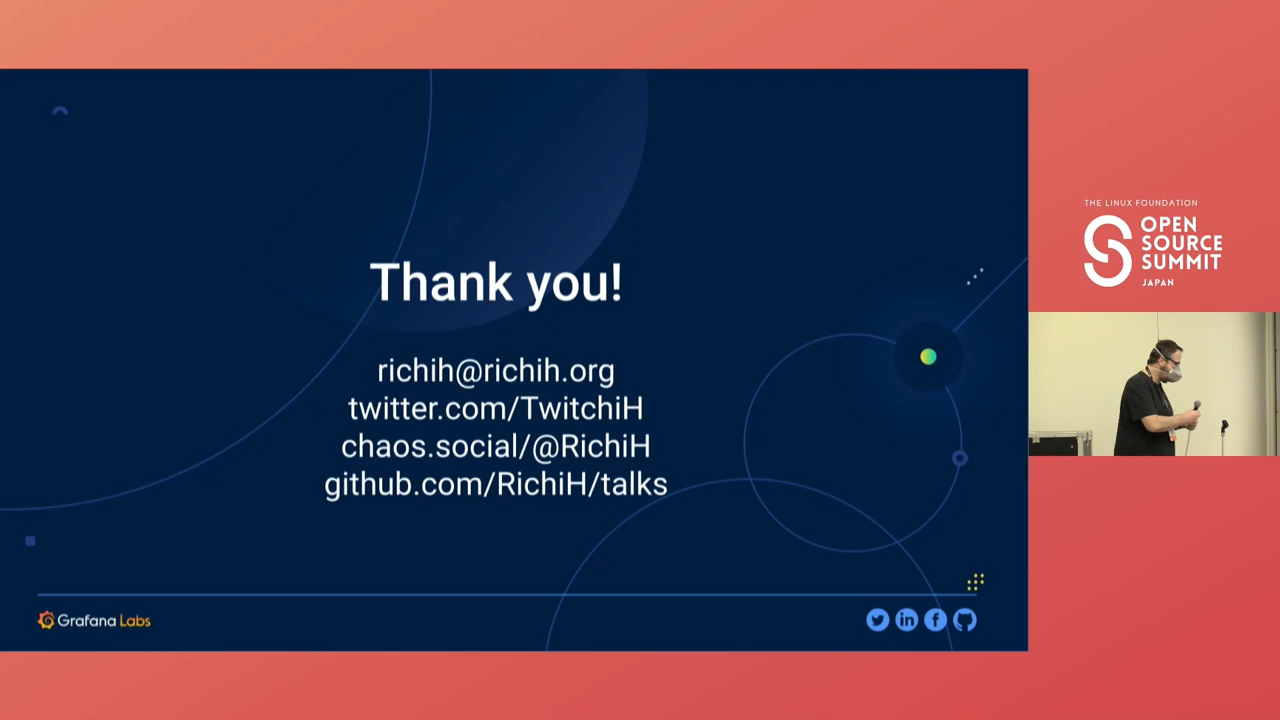 Thank you!
richih@richih.org
twitter.com/TwitchiH
chaos.social/@RichiH
github.com/RichiH/talks
Grafana Labs
THE LINUX FOUNDATION
OPEN
SOURCE
SUMMIT
JAPAN